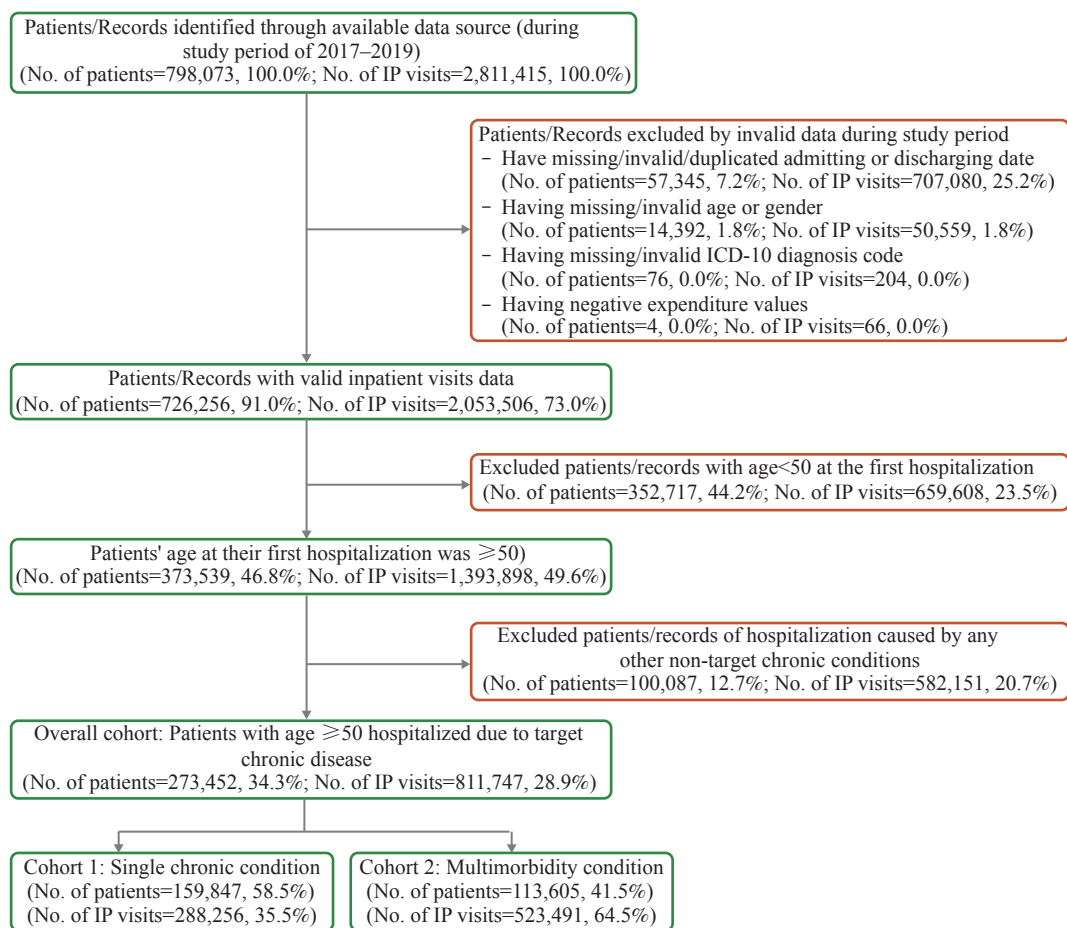 Patients/Records identified through available data source (during
study period of 2017–2019)
(No. of patients=798,073, 100.0%; No. of IP visits=2,811,415, 100.0%)
Patients/Records excluded by invalid data during study period
− Have missing/invalid/duplicated admitting or discharging date
(No. of patients=57,345, 7.2%; No. of IP visits=707,080, 25.2%)
− Having missing/invalid age or gender
(No. of patients=14,392, 1.8%; No. of IP visits=50,559, 1.8%)
− Having missing/invalid ICD-10 diagnosis code
(No. of patients=76, 0.0%; No. of IP visits=204, 0.0%)
− Having negative expenditure values
(No. of patients=4, 0.0%; No. of IP visits=66, 0.0%)
Patients/Records with valid inpatient visits data
(No. of patients=726,256, 91.0%; No. of IP visits=2,053,506, 73.0%)
Excluded patients/records with age<50 at the first hospitalization
(No. of patients=352,717, 44.2%; No. of IP visits=659,608, 23.5%)
Patients' age at their first hospitalization was ⩾50)
(No. of patients=373,539, 46.8%; No. of IP visits=1,393,898, 49.6%)
Excluded patients/records of hospitalization caused by any
other non-target chronic conditions
(No. of patients=100,087, 12.7%; No. of IP visits=582,151, 20.7%)
Overall cohort: Patients with age ⩾50 hospitalized due to target
chronic disease
(No. of patients=273,452, 34.3%; No. of IP visits=811,747, 28.9%)
Cohort 1: Single chronic condition
(No. of patients=159,847, 58.5%)
(No. of IP visits=288,256, 35.5%)
Cohort 2: Multimorbidity condition
(No. of patients=113,605, 41.5%)
(No. of IP visits=523,491, 64.5%)